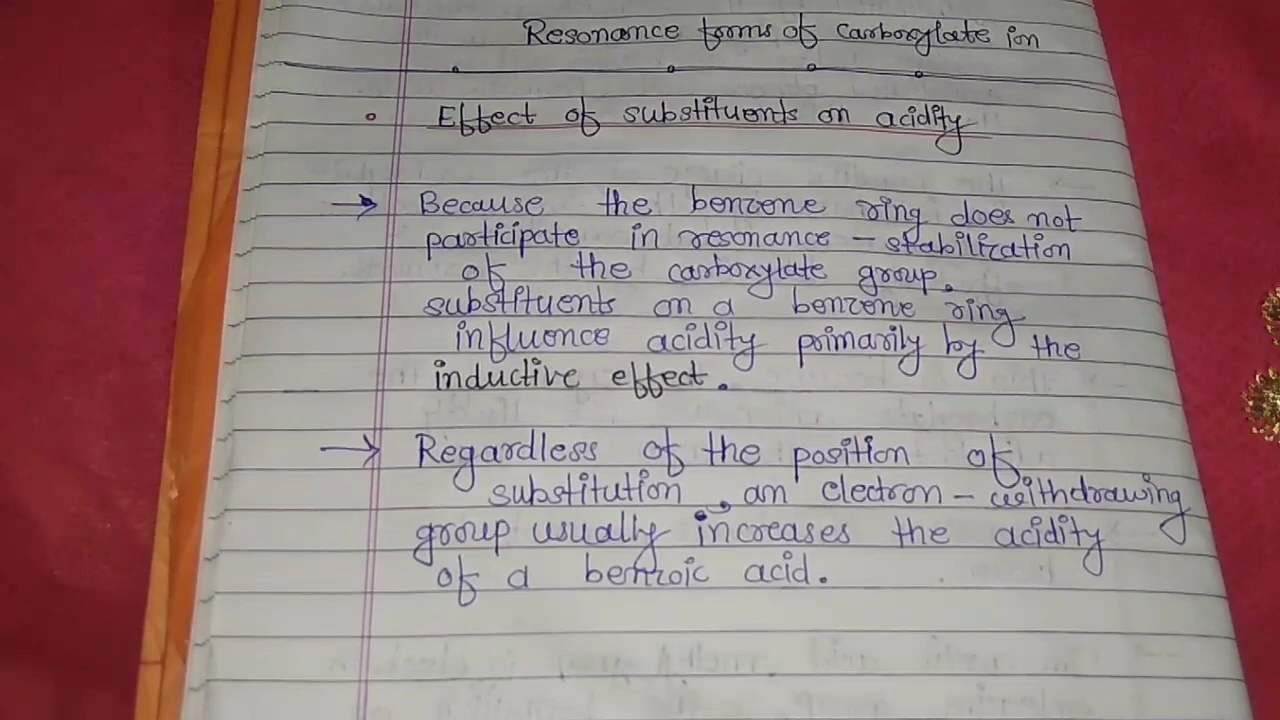 Resonance forms of carboxylate ion
Effect of substituents on acidity
→ Because the benzene ring does not
participate in resonance - stabilization
of the carboxylate group.
substituents on a benzene ring
influence acidity primarily by the
inductive effect.
→ Regardless of the position of
substitution, an electron - withdrawing
group usually increases the acidity
of a benzoic acid.